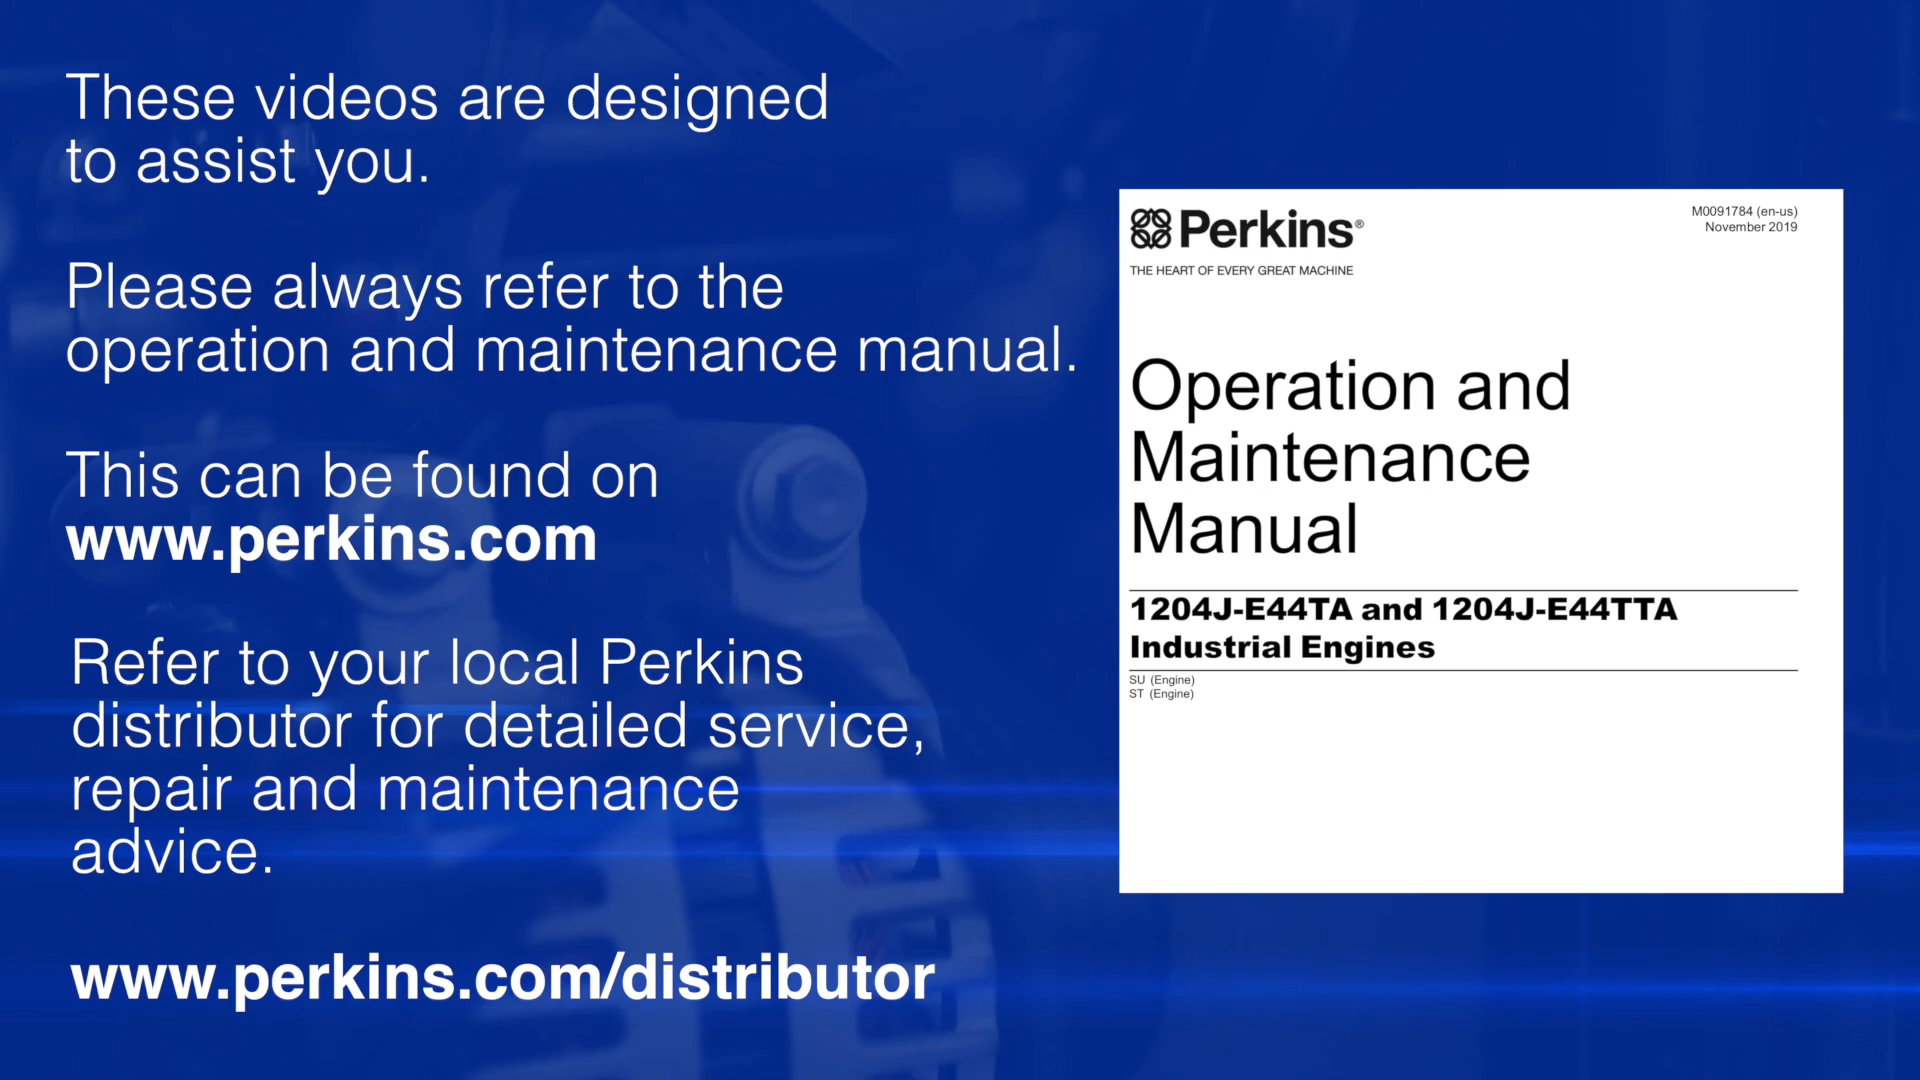 These videos are designed
to assist you.
Please always refer to the
operation and maintenance manual.
This can be found on
www.perkins.com
Refer to your local Perkins
distributor for detailed service,
repair and maintenance
advice.
www.perkins.com/distributor
Perkins®
THE HEART OF EVERY GREAT MACHINE
M0091784 (en-us)
November 2019
Operation and
Maintenance
Manual
1204J-E44TA and 1204J-E44TTA
Industrial Engines
SU (Engine)
ST (Engine)